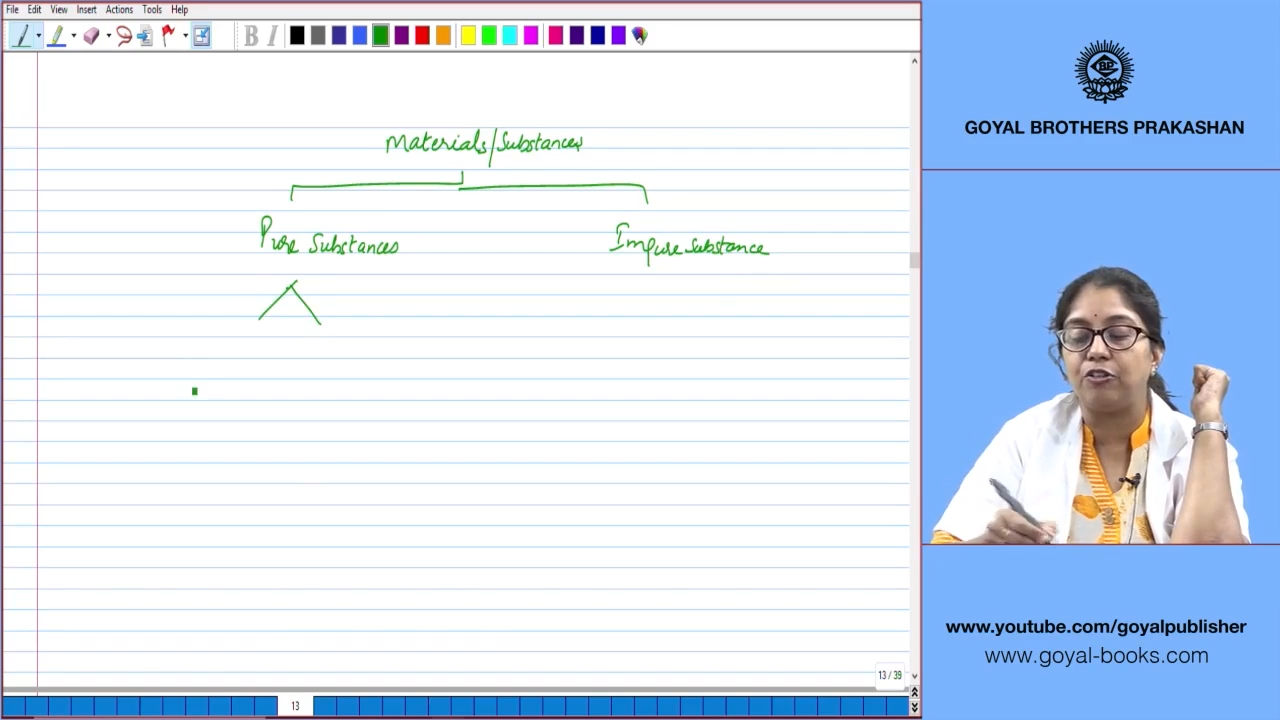 File Edit View Insert Actions Tools Help
B I
GBP
GOYAL BROTHERS PRAKASHAN
Materials/Substances
Pure Substances Impure substance
www.youtube.com/goyalpublisher
www.goyal-books.com
13 / 39
13